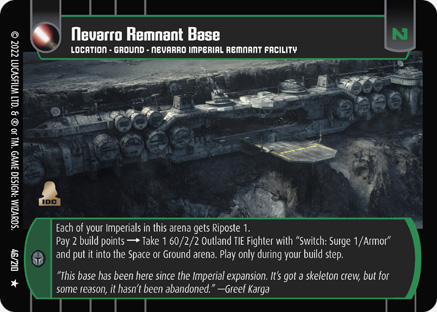 Nevarro Remnant Base
LOCATION - GROUND - NEVARRO IMPERIAL REMNANT FACILITY
N
IDC
Each of your Imperials in this arena gets Riposte 1.
Pay 2 build points → Take 1 60/2/2 Outland TIE Fighter with "Switch: Surge 1/Armor"
and put it into the Space or Ground arena. Play only during your build step.
"This base has been here since the Imperial expansion. It's got a skeleton crew, but for
some reason, it hasn't been abandoned." —Greef Karga
© 2022 LUCASFILM LTD. & ® or TM. GAME DESIGN: WIZARDS.
46/210 ★